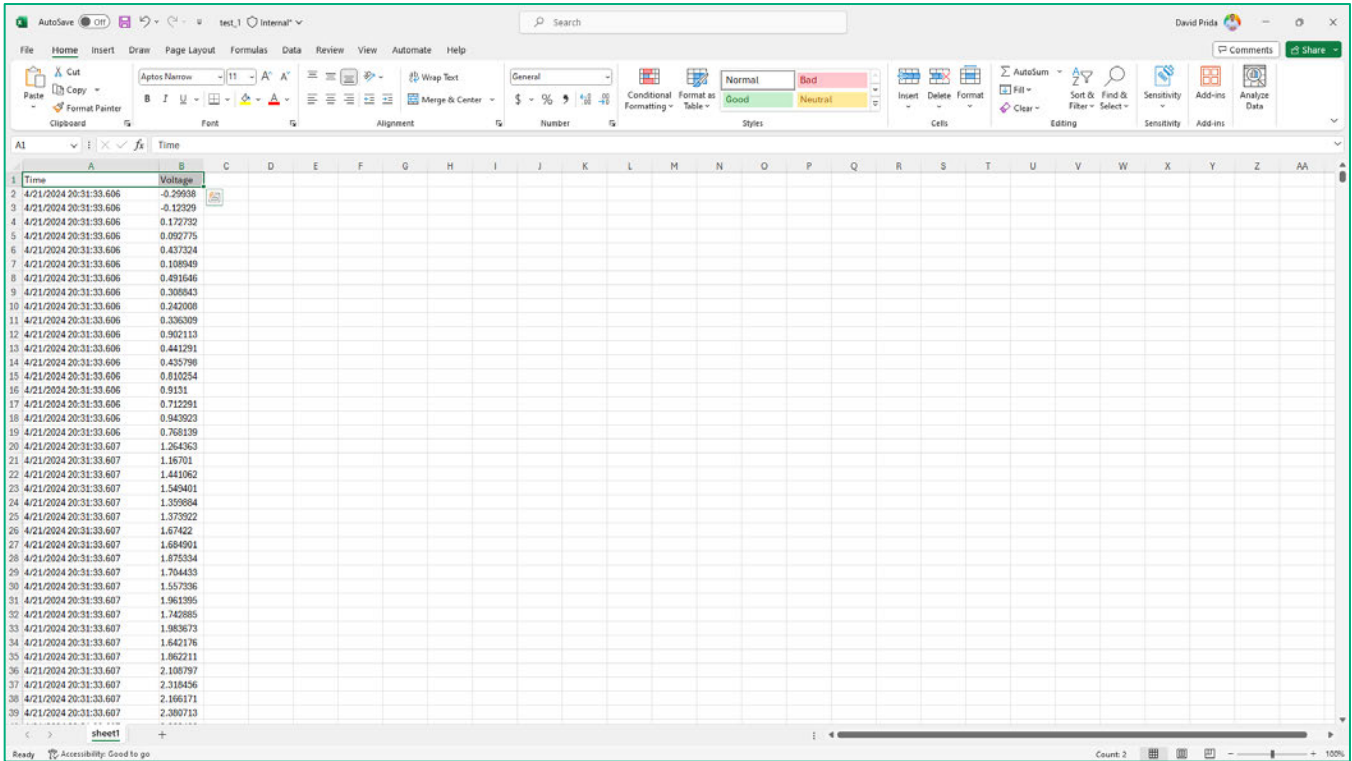 AutoSave Off test_1 Internal* Search David Prida
File Home Insert Draw Page Layout Formulas Data Review View Automate Help Comments Share
Cut
Copy
Paste
Format Painter
Clipboard
Aptos Narrow 11 A A
B I U A
Font
Wrap Text
Merge & Center
Alignment
General
$ % 9
Number
Conditional Formatting
Format as Table
Normal Bad
Good Neutral
Styles
Insert Delete Format
Cells
AutoSum
Fill
Clear
Sort & Filter
Find & Select
Editing
Sensitivity
Sensitivity
Add-ins
Add-ins
Analyze Data
A1 fx Time
A B C D E F G H I J K L M N O P Q R S T U V W X Y Z AA
1 Time Voltage
2 4/21/2024 20:31:33.606 -0.29938
3 4/21/2024 20:31:33.606 -0.12329
4 4/21/2024 20:31:33.606 0.172732
5 4/21/2024 20:31:33.606 0.092775
6 4/21/2024 20:31:33.606 0.437324
7 4/21/2024 20:31:33.606 0.108949
8 4/21/2024 20:31:33.606 0.491646
9 4/21/2024 20:31:33.606 0.308843
10 4/21/2024 20:31:33.606 0.242008
11 4/21/2024 20:31:33.606 0.336309
12 4/21/2024 20:31:33.606 0.902113
13 4/21/2024 20:31:33.606 0.441291
14 4/21/2024 20:31:33.606 0.435798
15 4/21/2024 20:31:33.606 0.810254
16 4/21/2024 20:31:33.606 0.9131
17 4/21/2024 20:31:33.606 0.712291
18 4/21/2024 20:31:33.606 0.943923
19 4/21/2024 20:31:33.606 0.768139
20 4/21/2024 20:31:33.607 1.264363
21 4/21/2024 20:31:33.607 1.16701
22 4/21/2024 20:31:33.607 1.441062
23 4/21/2024 20:31:33.607 1.549401
24 4/21/2024 20:31:33.607 1.359884
25 4/21/2024 20:31:33.607 1.373922
26 4/21/2024 20:31:33.607 1.67422
27 4/21/2024 20:31:33.607 1.684901
28 4/21/2024 20:31:33.607 1.875334
29 4/21/2024 20:31:33.607 1.704433
30 4/21/2024 20:31:33.607 1.557336
31 4/21/2024 20:31:33.607 1.961395
32 4/21/2024 20:31:33.607 1.742885
33 4/21/2024 20:31:33.607 1.983673
34 4/21/2024 20:31:33.607 1.642176
35 4/21/2024 20:31:33.607 1.862211
36 4/21/2024 20:31:33.607 2.108797
37 4/21/2024 20:31:33.607 2.318456
38 4/21/2024 20:31:33.607 2.166171
39 4/21/2024 20:31:33.607 2.380713
sheet1
Ready Accessibility: Good to go Count: 2 100%